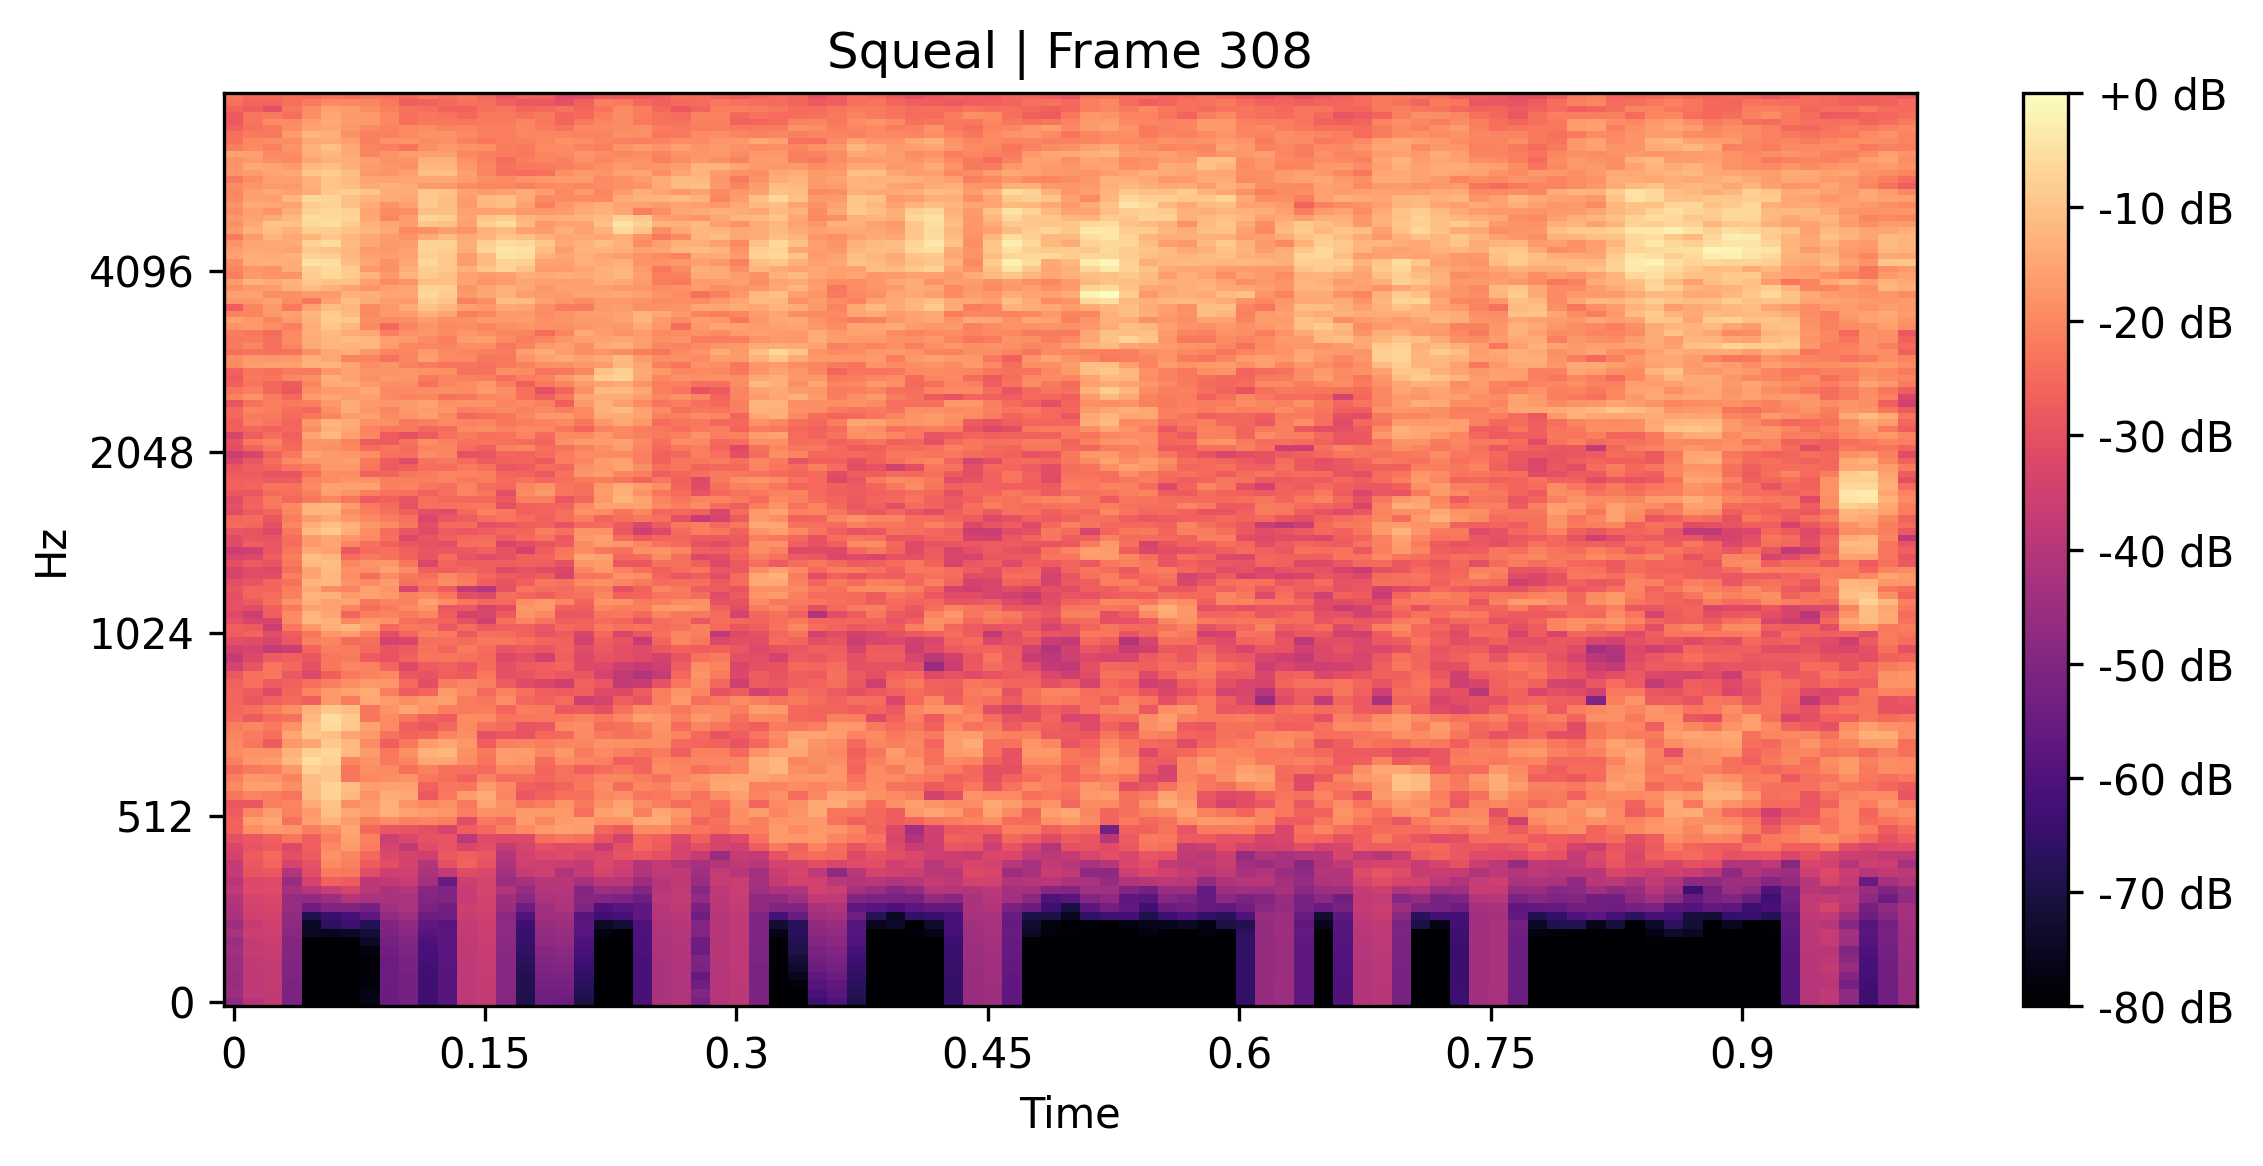 Squeal | Frame 308
+0 dB
-10 dB
-20 dB
-30 dB
-40 dB
-50 dB
-60 dB
-70 dB
-80 dB
Hz
4096
2048
1024
512
0
0 0.15 0.3 0.45 0.6 0.75 0.9
Time